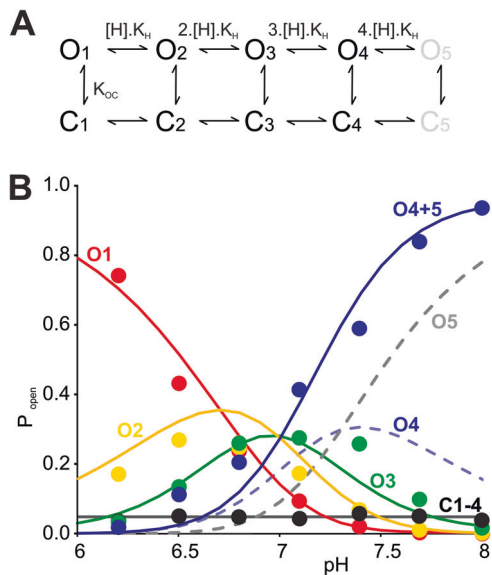 A
[H].K_H 2.[H].K_H 3.[H].K_H 4.[H].K_H
O1 O2 O3 O4 O5
K_OC
C1 C2 C3 C4 C5
B
1.0
O4+5
O1
0.8
O5
0.6
P_open
0.4
O2
O4
0.2
O3
C1-4
0.0
6 6.5 7 7.5 8
pH